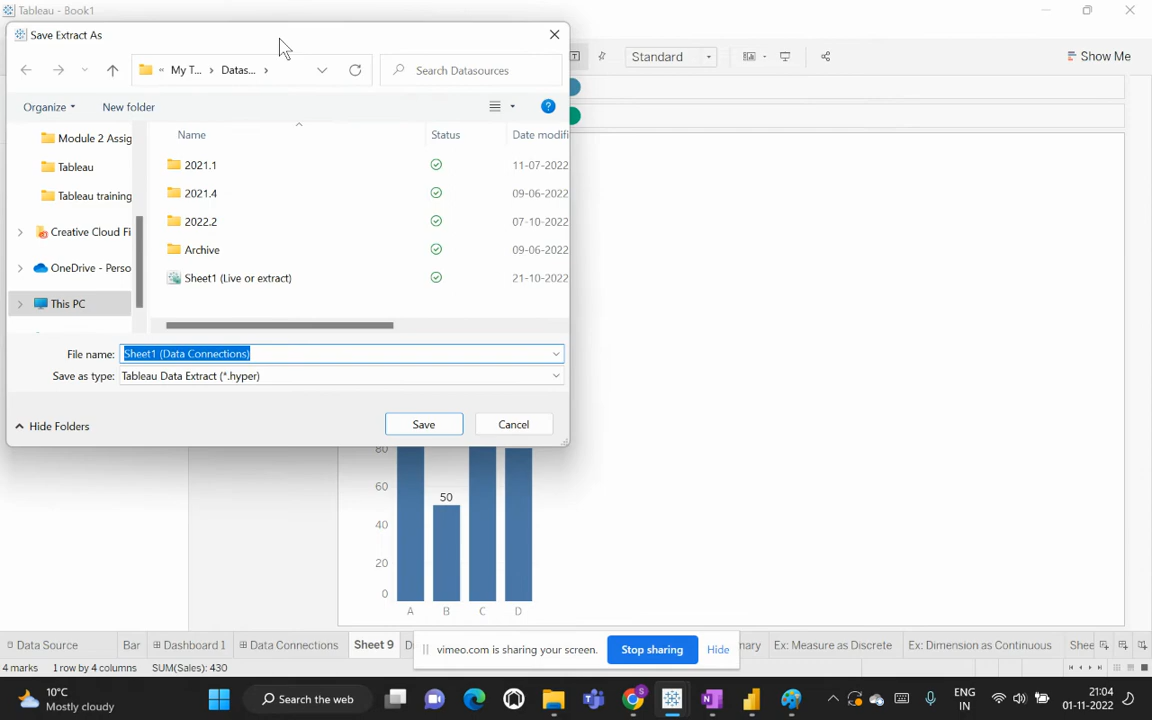 Tableau - Book1
Save Extract As
« My T... › Datas... ›
Search Datasources
Standard
Show Me
Organize
New folder
Name
Status
Date modifi
Module 2 Assig
Tableau
Tableau training
Creative Cloud Fi
OneDrive - Perso
This PC
2021.1 11-07-2022
2021.4 09-06-2022
2022.2 07-10-2022
Archive 09-06-2022
Sheet1 (Live or extract) 21-10-2022
File name: Sheet1 (Data Connections)
Save as type: Tableau Data Extract (*.hyper)
Hide Folders
Save
Cancel
80
60
40
20
0
50
A B C D
Data Source
Bar
Dashboard 1
Data Connections
Sheet 9
vimeo.com is sharing your screen.
Stop sharing
Hide
Ex: Measure as Discrete
Ex: Dimension as Continuous
Shee
4 marks 1 row by 4 columns SUM(Sales): 430
10°C
Mostly cloudy
Search the web
ENG
IN
21:04
01-11-2022